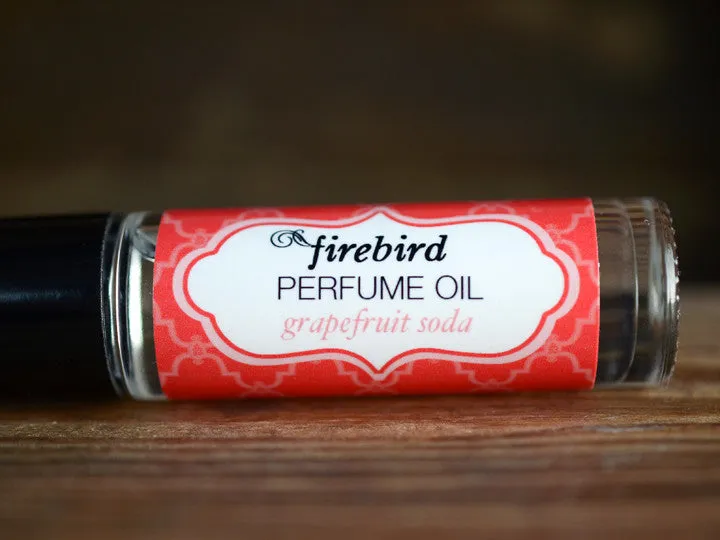 firebird
PERFUME OIL
grapefruit soda